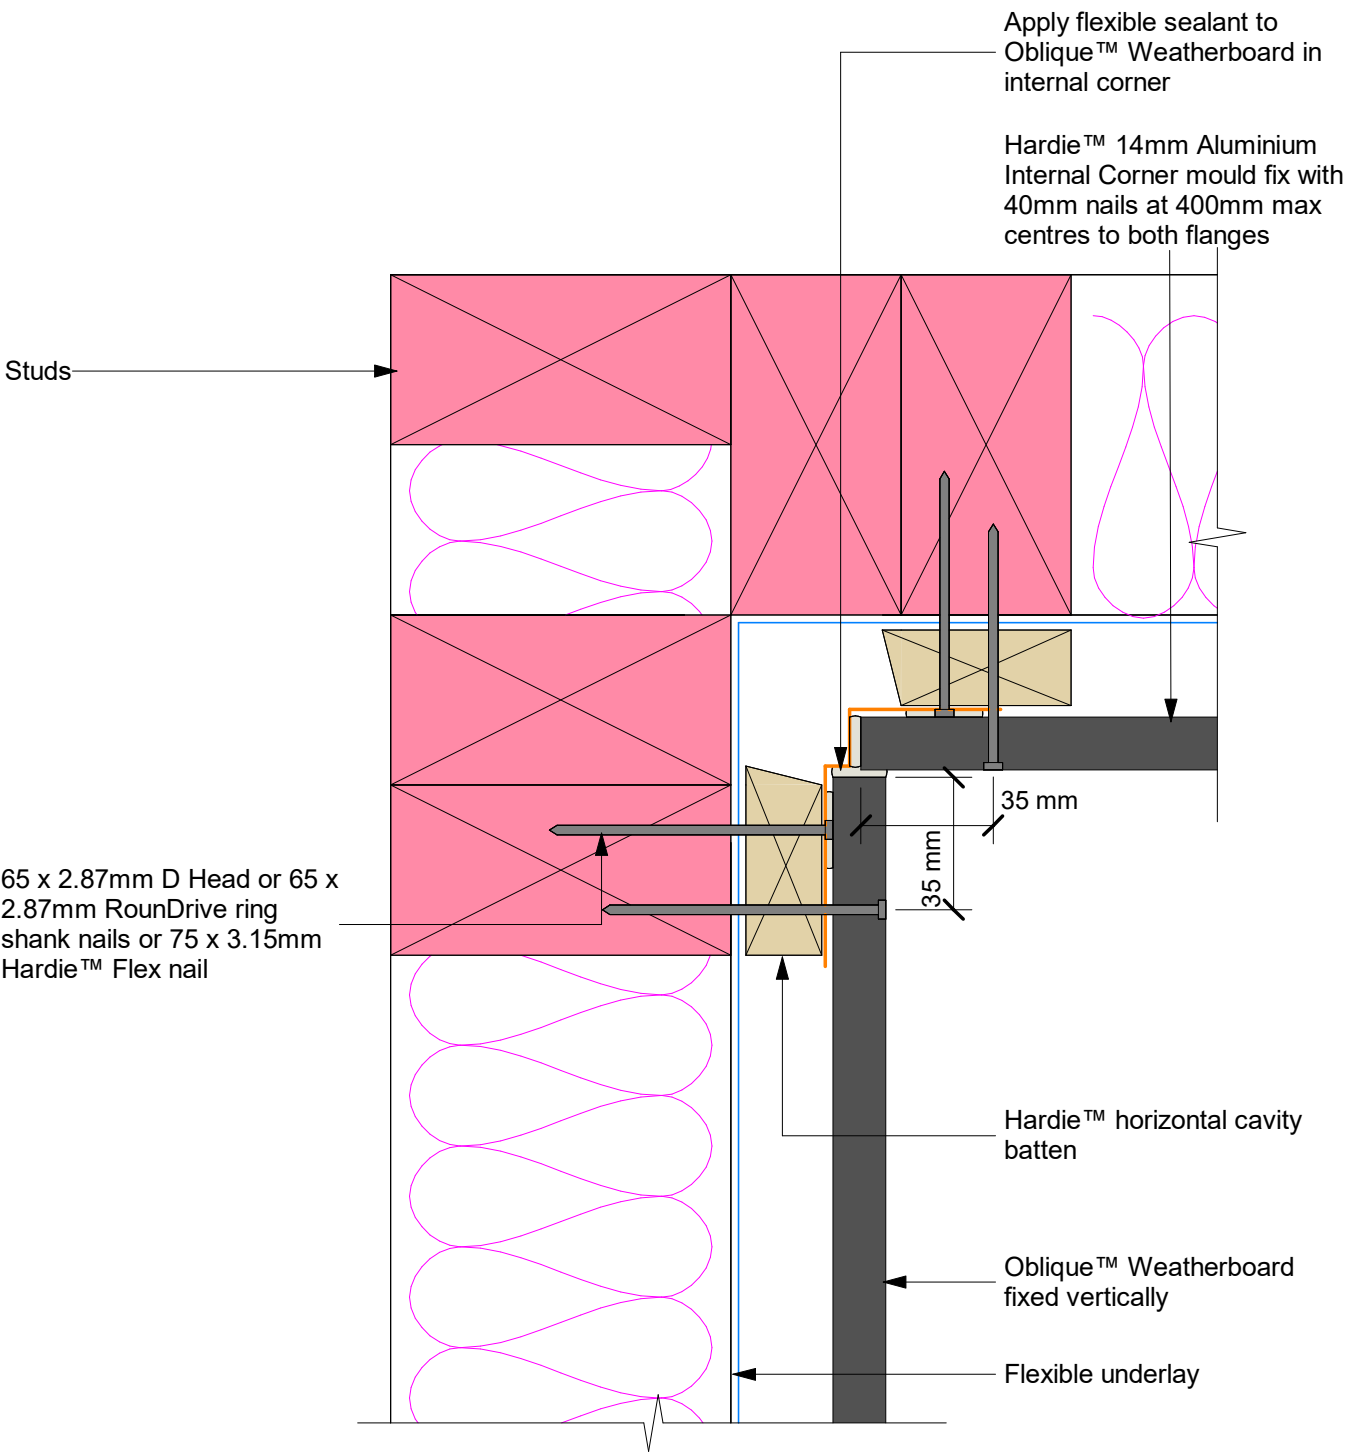 Apply flexible sealant to
Oblique™ Weatherboard in
internal corner
Hardie™ 14mm Aluminium
Internal Corner mould fix with
40mm nails at 400mm max
centres to both flanges
Studs
35 mm
35 mm
65 x 2.87mm D Head or 65 x
2.87mm RounDrive ring
shank nails or 75 x 3.15mm
Hardie™ Flex nail
Hardie™ horizontal cavity
batten
Oblique™ Weatherboard
fixed vertically
Flexible underlay